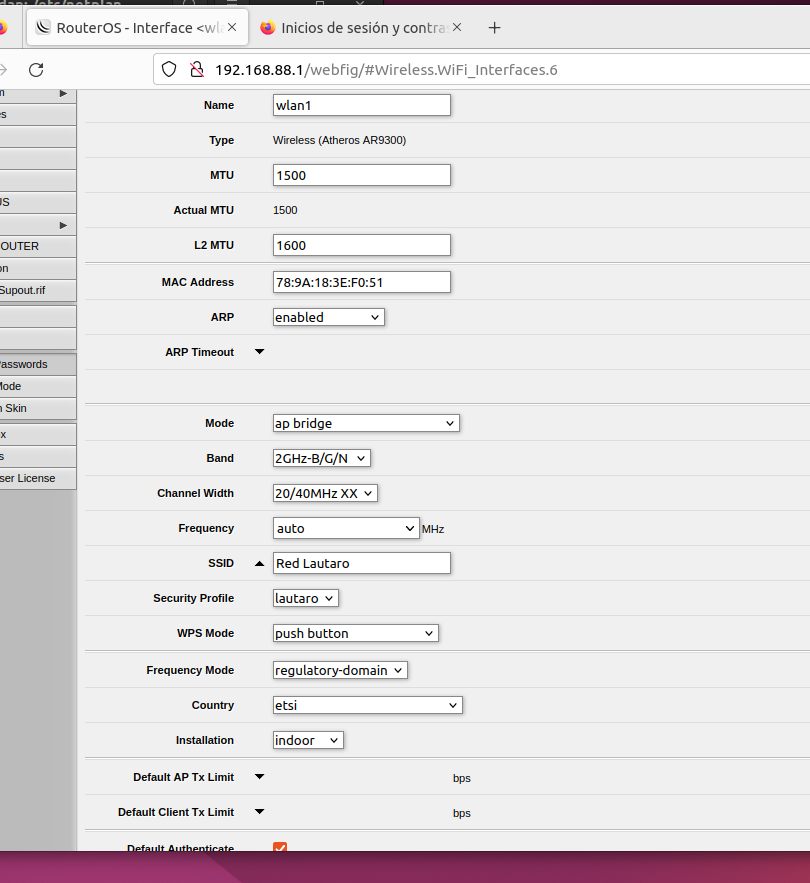 RouterOS - Interface <wl
Inicios de sesión y contra
192.168.88.1/webfig/#Wireless.WiFi_Interfaces.6
OUTER
Supout.rif
asswords
Mode
Skin
ser License
Name wlan1
Type Wireless (Atheros AR9300)
MTU 1500
Actual MTU 1500
L2 MTU 1600
MAC Address 78:9A:18:3E:F0:51
ARP enabled
ARP Timeout
Mode ap bridge
Band 2GHz-B/G/N
Channel Width 20/40MHz XX
Frequency auto MHz
SSID Red Lautaro
Security Profile lautaro
WPS Mode push button
Frequency Mode regulatory-domain
Country etsi
Installation indoor
Default AP Tx Limit bps
Default Client Tx Limit bps
Default Authenticate